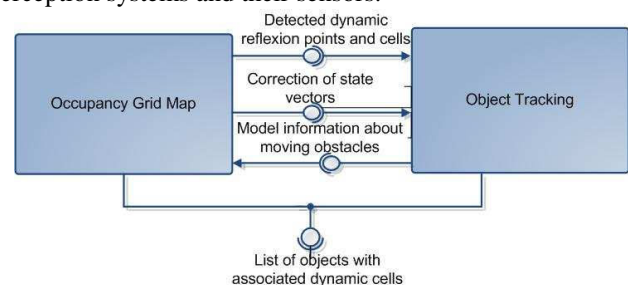 erception systems and their sensors.
Detected dynamic
reflexion points and cells
Occupancy Grid Map
Correction of state
vectors
Object Tracking
Model information about
moving obstacles
List of objects with
associated dynamic cells